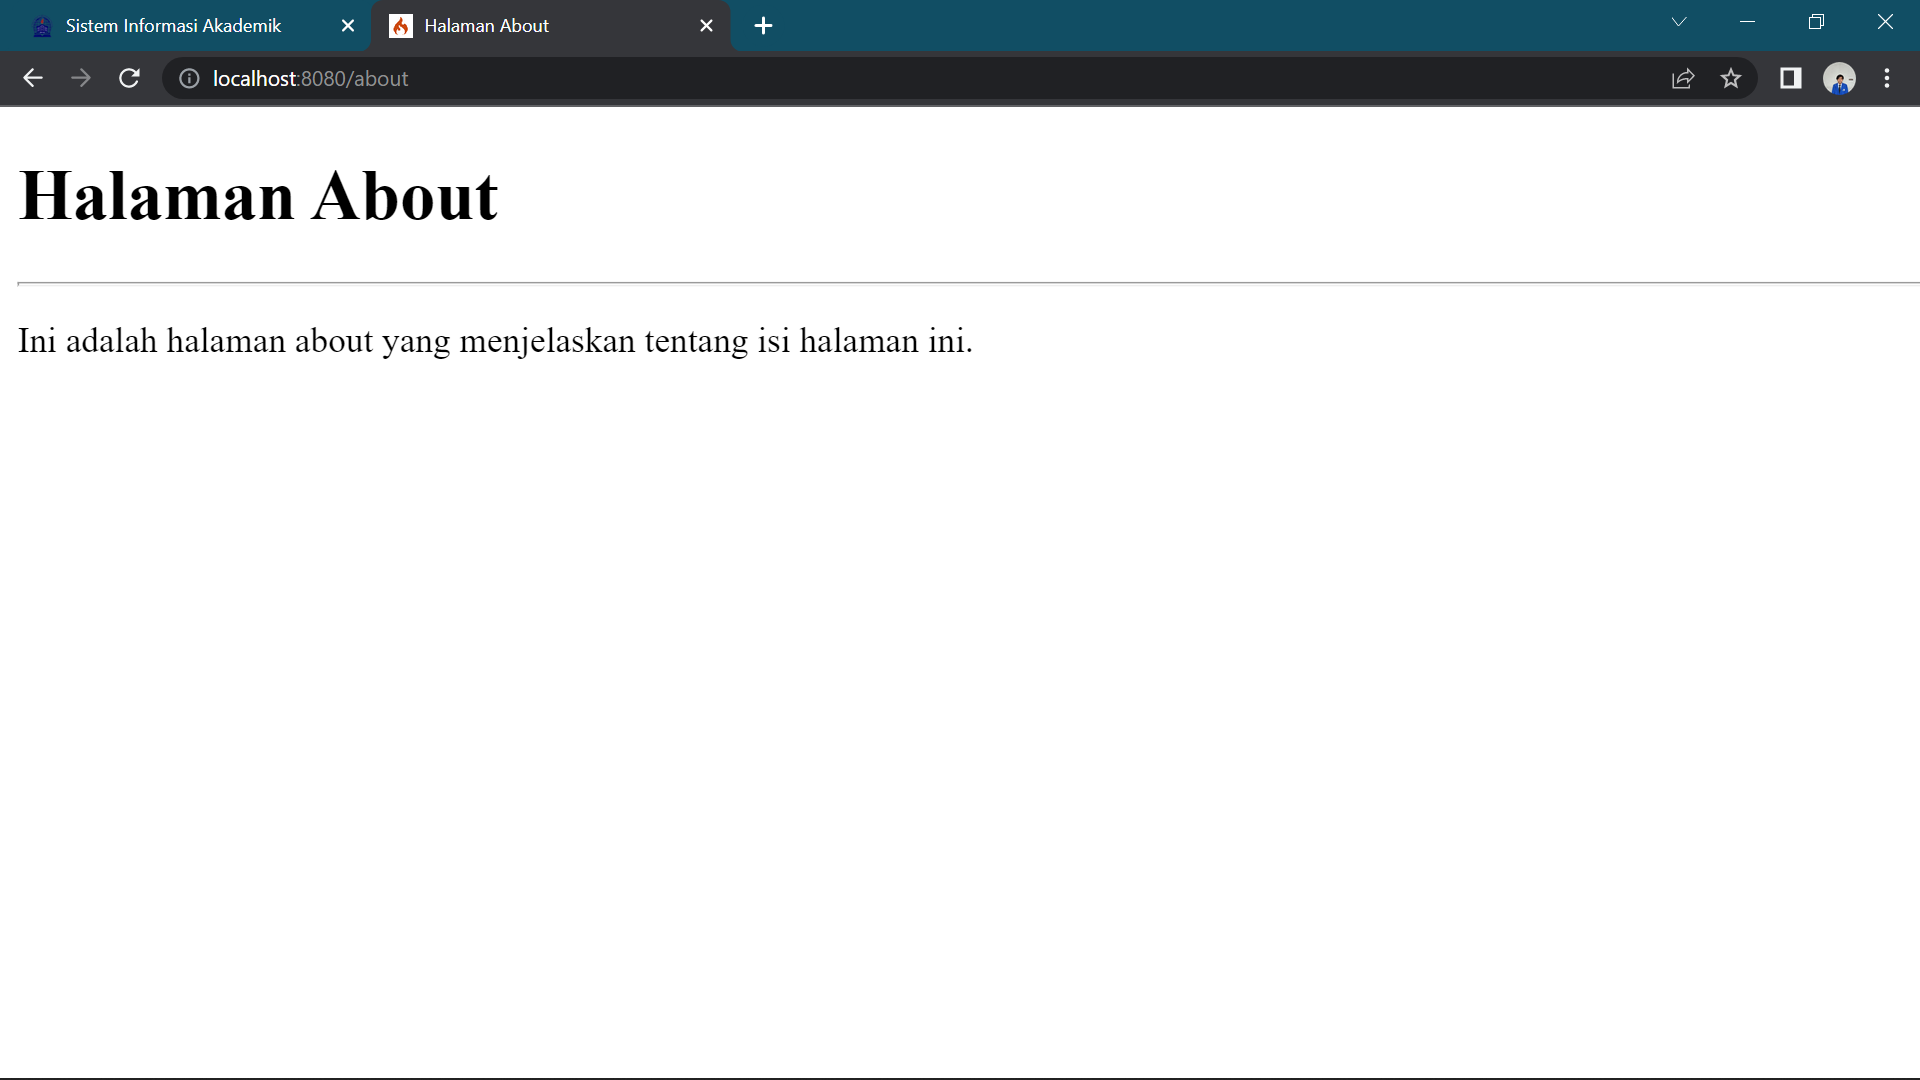 Sistem Informasi Akademik
Halaman About
localhost:8080/about
Halaman About
Ini adalah halaman about yang menjelaskan tentang isi halaman ini.